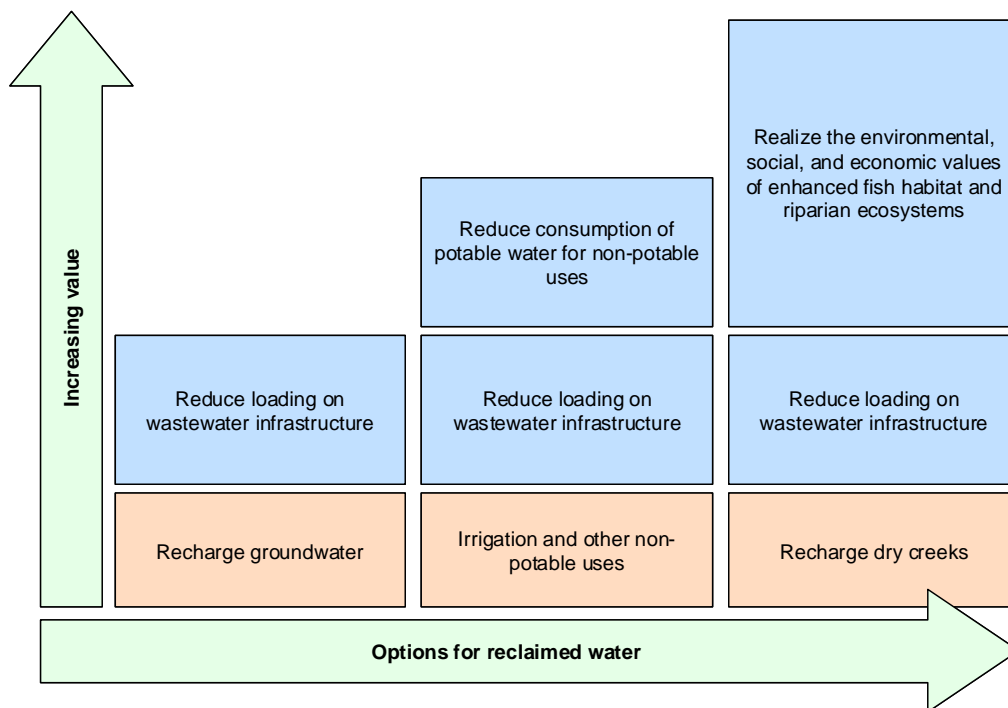 Realize the environmental,
social, and economic values
of enhanced fish habitat and
riparian ecosystems
Reduce consumption of
potable water for non-potable
uses
Increasing value
Reduce loading on
wastewater infrastructure
Reduce loading on
wastewater infrastructure
Reduce loading on
wastewater infrastructure
Recharge groundwater
Irrigation and other non-
potable uses
Recharge dry creeks
Options for reclaimed water